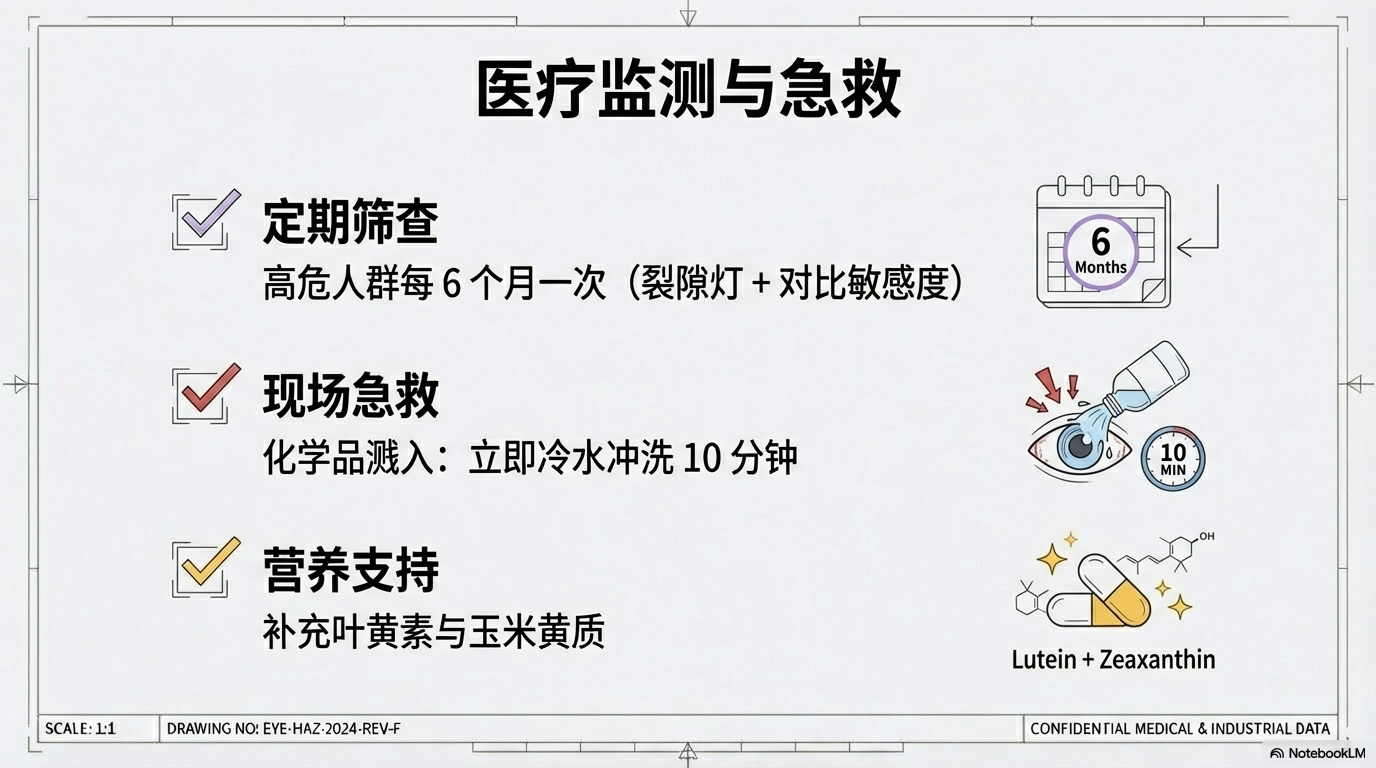 医疗监测与急救
定期筛查
高危人群每 6 个月一次（裂隙灯 + 对比敏感度）
6
Months
现场急救
化学品溅入：立即冷水冲洗 10 分钟
10
MIN
营养支持
补充叶黄素与玉米黄质
OH
Lutein + Zeaxanthin
SCALE: 1:1
DRAWING NO: EYE-HAZ-2024-REV-F
CONFIDENTIAL MEDICAL & INDUSTRIAL DATA
NotebookLM